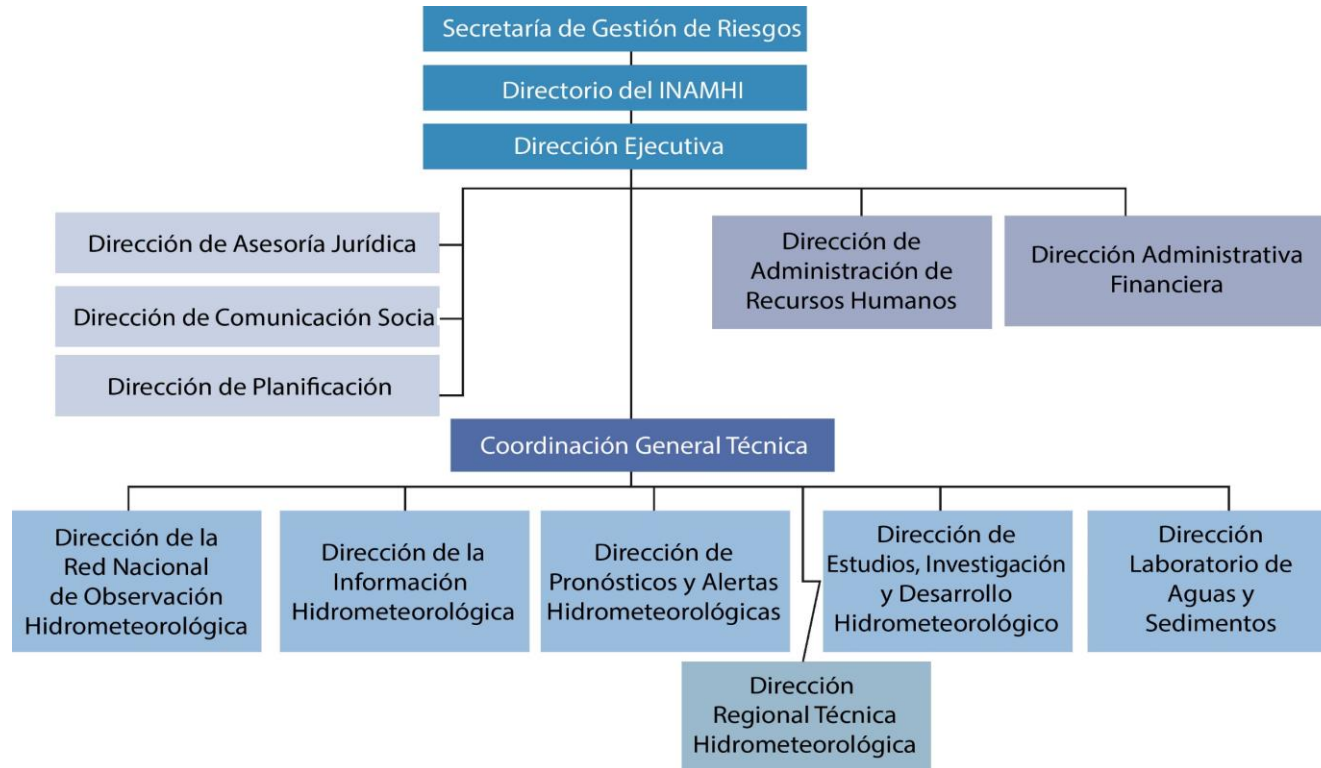 Secretaría de Gestión de Riesgos
Directorio del INAMHI
Dirección Ejecutiva
Dirección de Asesoría Jurídica
Dirección de Comunicación Socia
Dirección de Planificación
Dirección de
Administración de
Recursos Humanos
Dirección Administrativa
Financiera
Coordinación General Técnica
Dirección de la
Red Nacional
de Observación
Hidrometeorológica
Dirección de la
Información
Hidrometeorológica
Dirección de
Pronósticos y Alertas
Hidrometeorológicas
Dirección de
Estudios, Investigación
y Desarrollo
Hidrometeorológico
Dirección
Laboratorio de
Aguas y
Sedimentos
Dirección
Regional Técnica
Hidrometeorológica